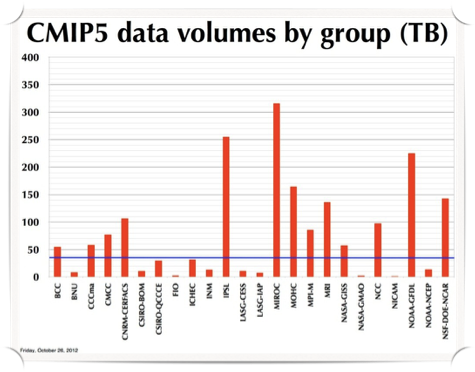 CMIP5 data volumes by group (TB)
400
350
300
250
200
150
100
50
0
BCC
BNU
CCCma
CMCC
CNRM-CERFACS
CSIRO-BOM
CSIRO-QCCCE
FIO
ICHEC
INM
IPSL
LASG-CESS
LASG-IAP
MIROC
MOHC
MPI-M
MRI
NASA-GISS
NASA-GMAO
NCC
NICAM
NOAA-GFDL
NOAA-NCEP
NSF-DOE-NCAR
Friday, October 26, 2012